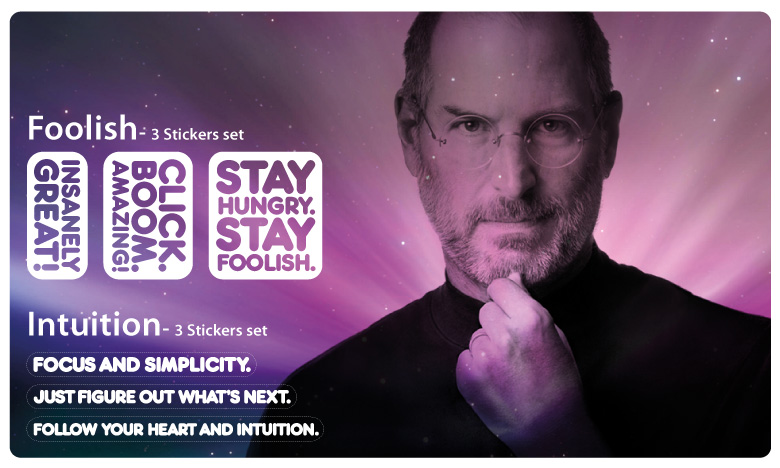 Foolish- 3 Stickers set
INSANELY
GREAT!
CLICK.
BOOM.
AMAZING!
STAY
HUNGRY.
STAY
FOOLISH.
Intuition- 3 Stickers set
FOCUS AND SIMPLICITY.
JUST FIGURE OUT WHAT'S NEXT.
FOLLOW YOUR HEART AND INTUITION.